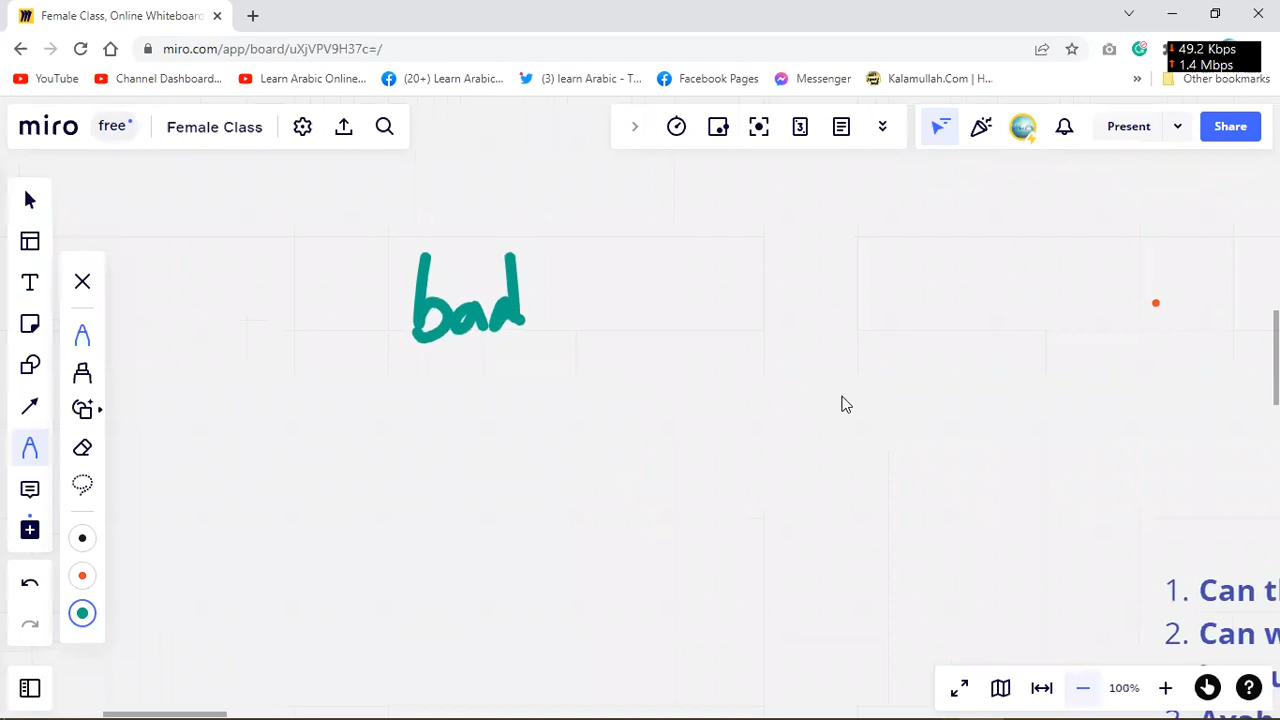 Female Class, Online Whiteboard
miro.com/app/board/uXjVPV9H37c=/
49.2 Kbps
1.4 Mbps
YouTube
Channel Dashboard...
Learn Arabic Online...
(20+) Learn Arabic...
(3) learn Arabic - T...
Facebook Pages
Messenger
Kalamullah.Com | H...
»
Other bookmarks
miro
free
Female Class
3
Present
Share
T
bad
1. Can t
2. Can w
100%
?